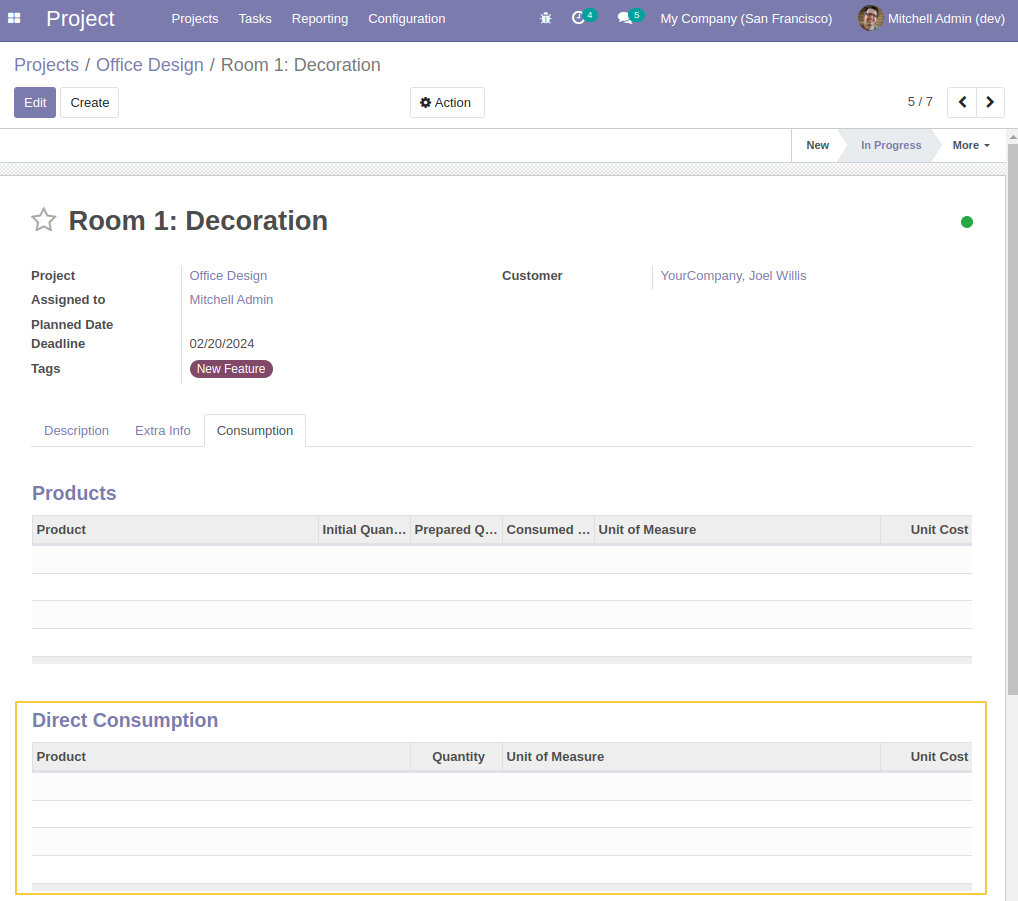 Project Projects Tasks Reporting Configuration 4 5 My Company (San Francisco) Mitchell Admin (dev)
Projects / Office Design / Room 1: Decoration
Edit Create Action 5 / 7
New In Progress More
Room 1: Decoration
Project Office Design Customer YourCompany, Joel Willis
Assigned to Mitchell Admin
Planned Date
Deadline 02/20/2024
Tags New Feature
Description Extra Info Consumption
Products
Product Initial Quan... Prepared Q... Consumed ... Unit of Measure Unit Cost
Direct Consumption
Product Quantity Unit of Measure Unit Cost